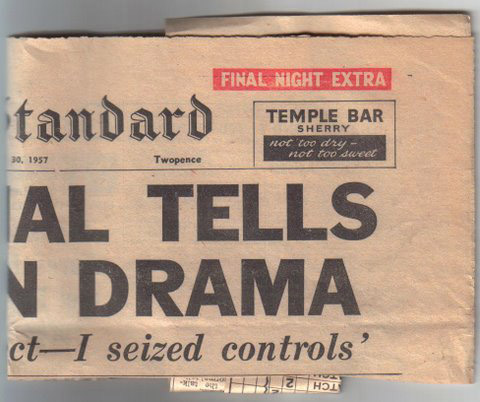 FINAL NIGHT EXTRA
tandard
TEMPLE BAR
SHERRY
not too dry –
not too sweet
30, 1957 Twopence
AL TELLS
N DRAMA
ct—I seized controls'